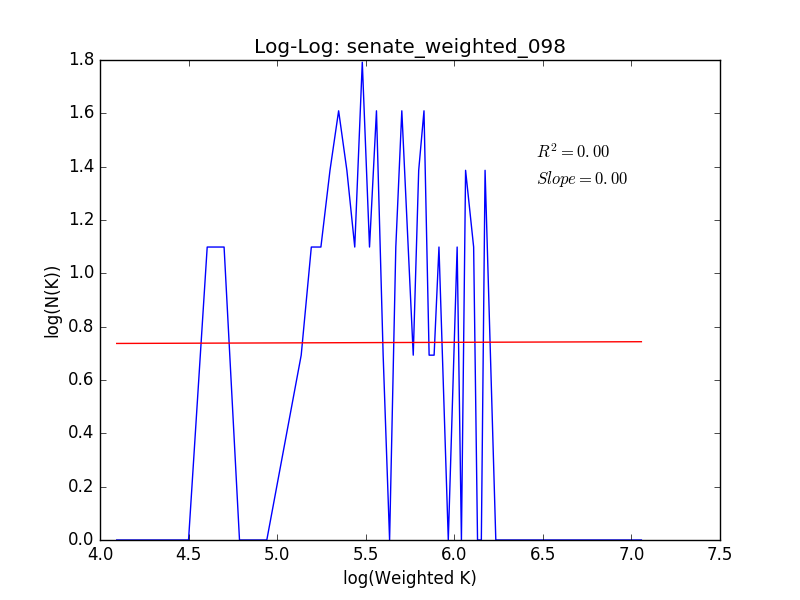 Log-Log: senate_weighted_098
1.8
1.6
1.4
1.2
1.0
0.8
0.6
0.4
0.2
0.0
log(N(K))
R² = 0.00
Slope = 0.00
4.0 4.5 5.0 5.5 6.0 6.5 7.0 7.5
log(Weighted K)